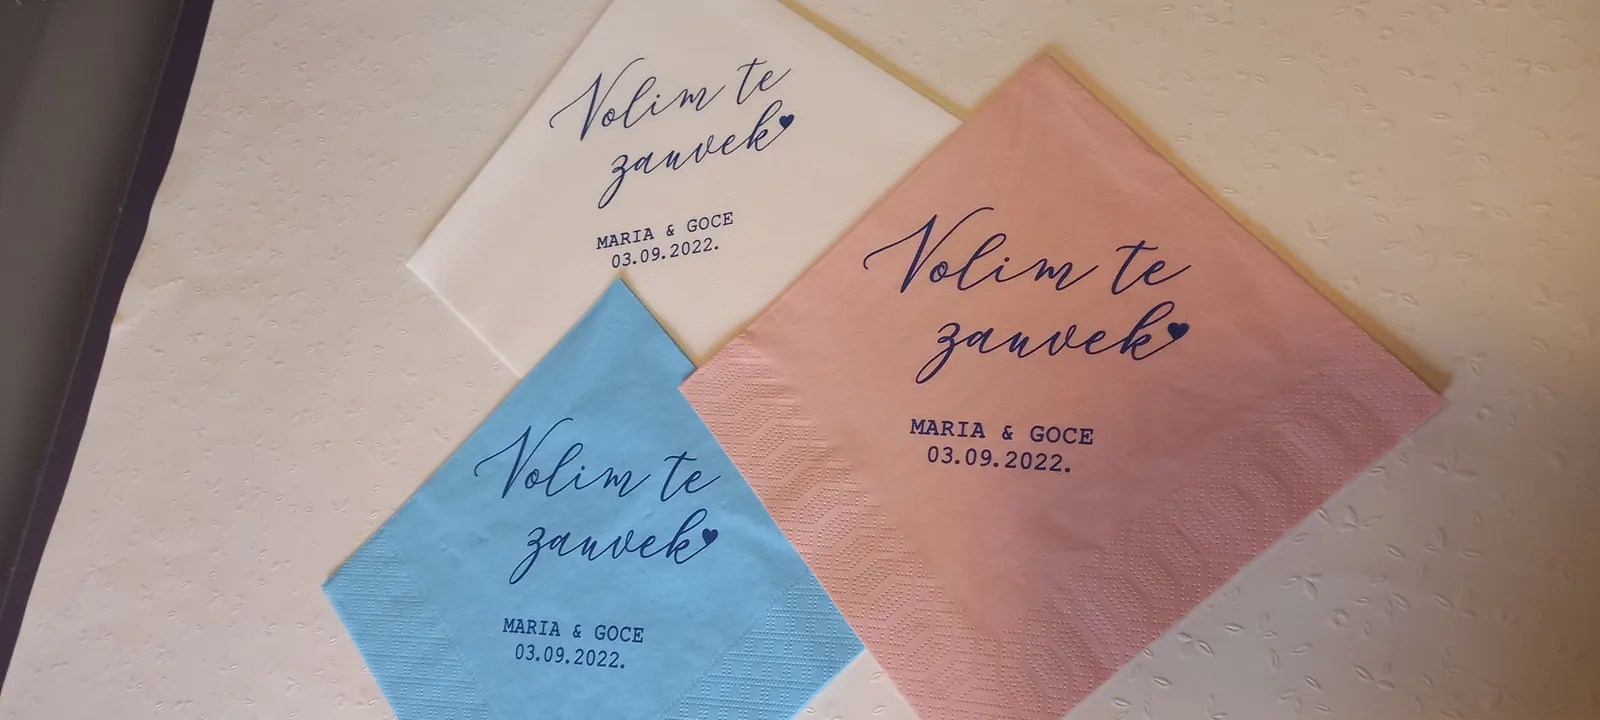 Volim te
zauvek
MARIA & GOCE
03.09.2022.
Volim te
zauvek
MARIA & GOCE
03.09.2022.
Volim te
zauvek
MARIA & GOCE
03.09.2022.